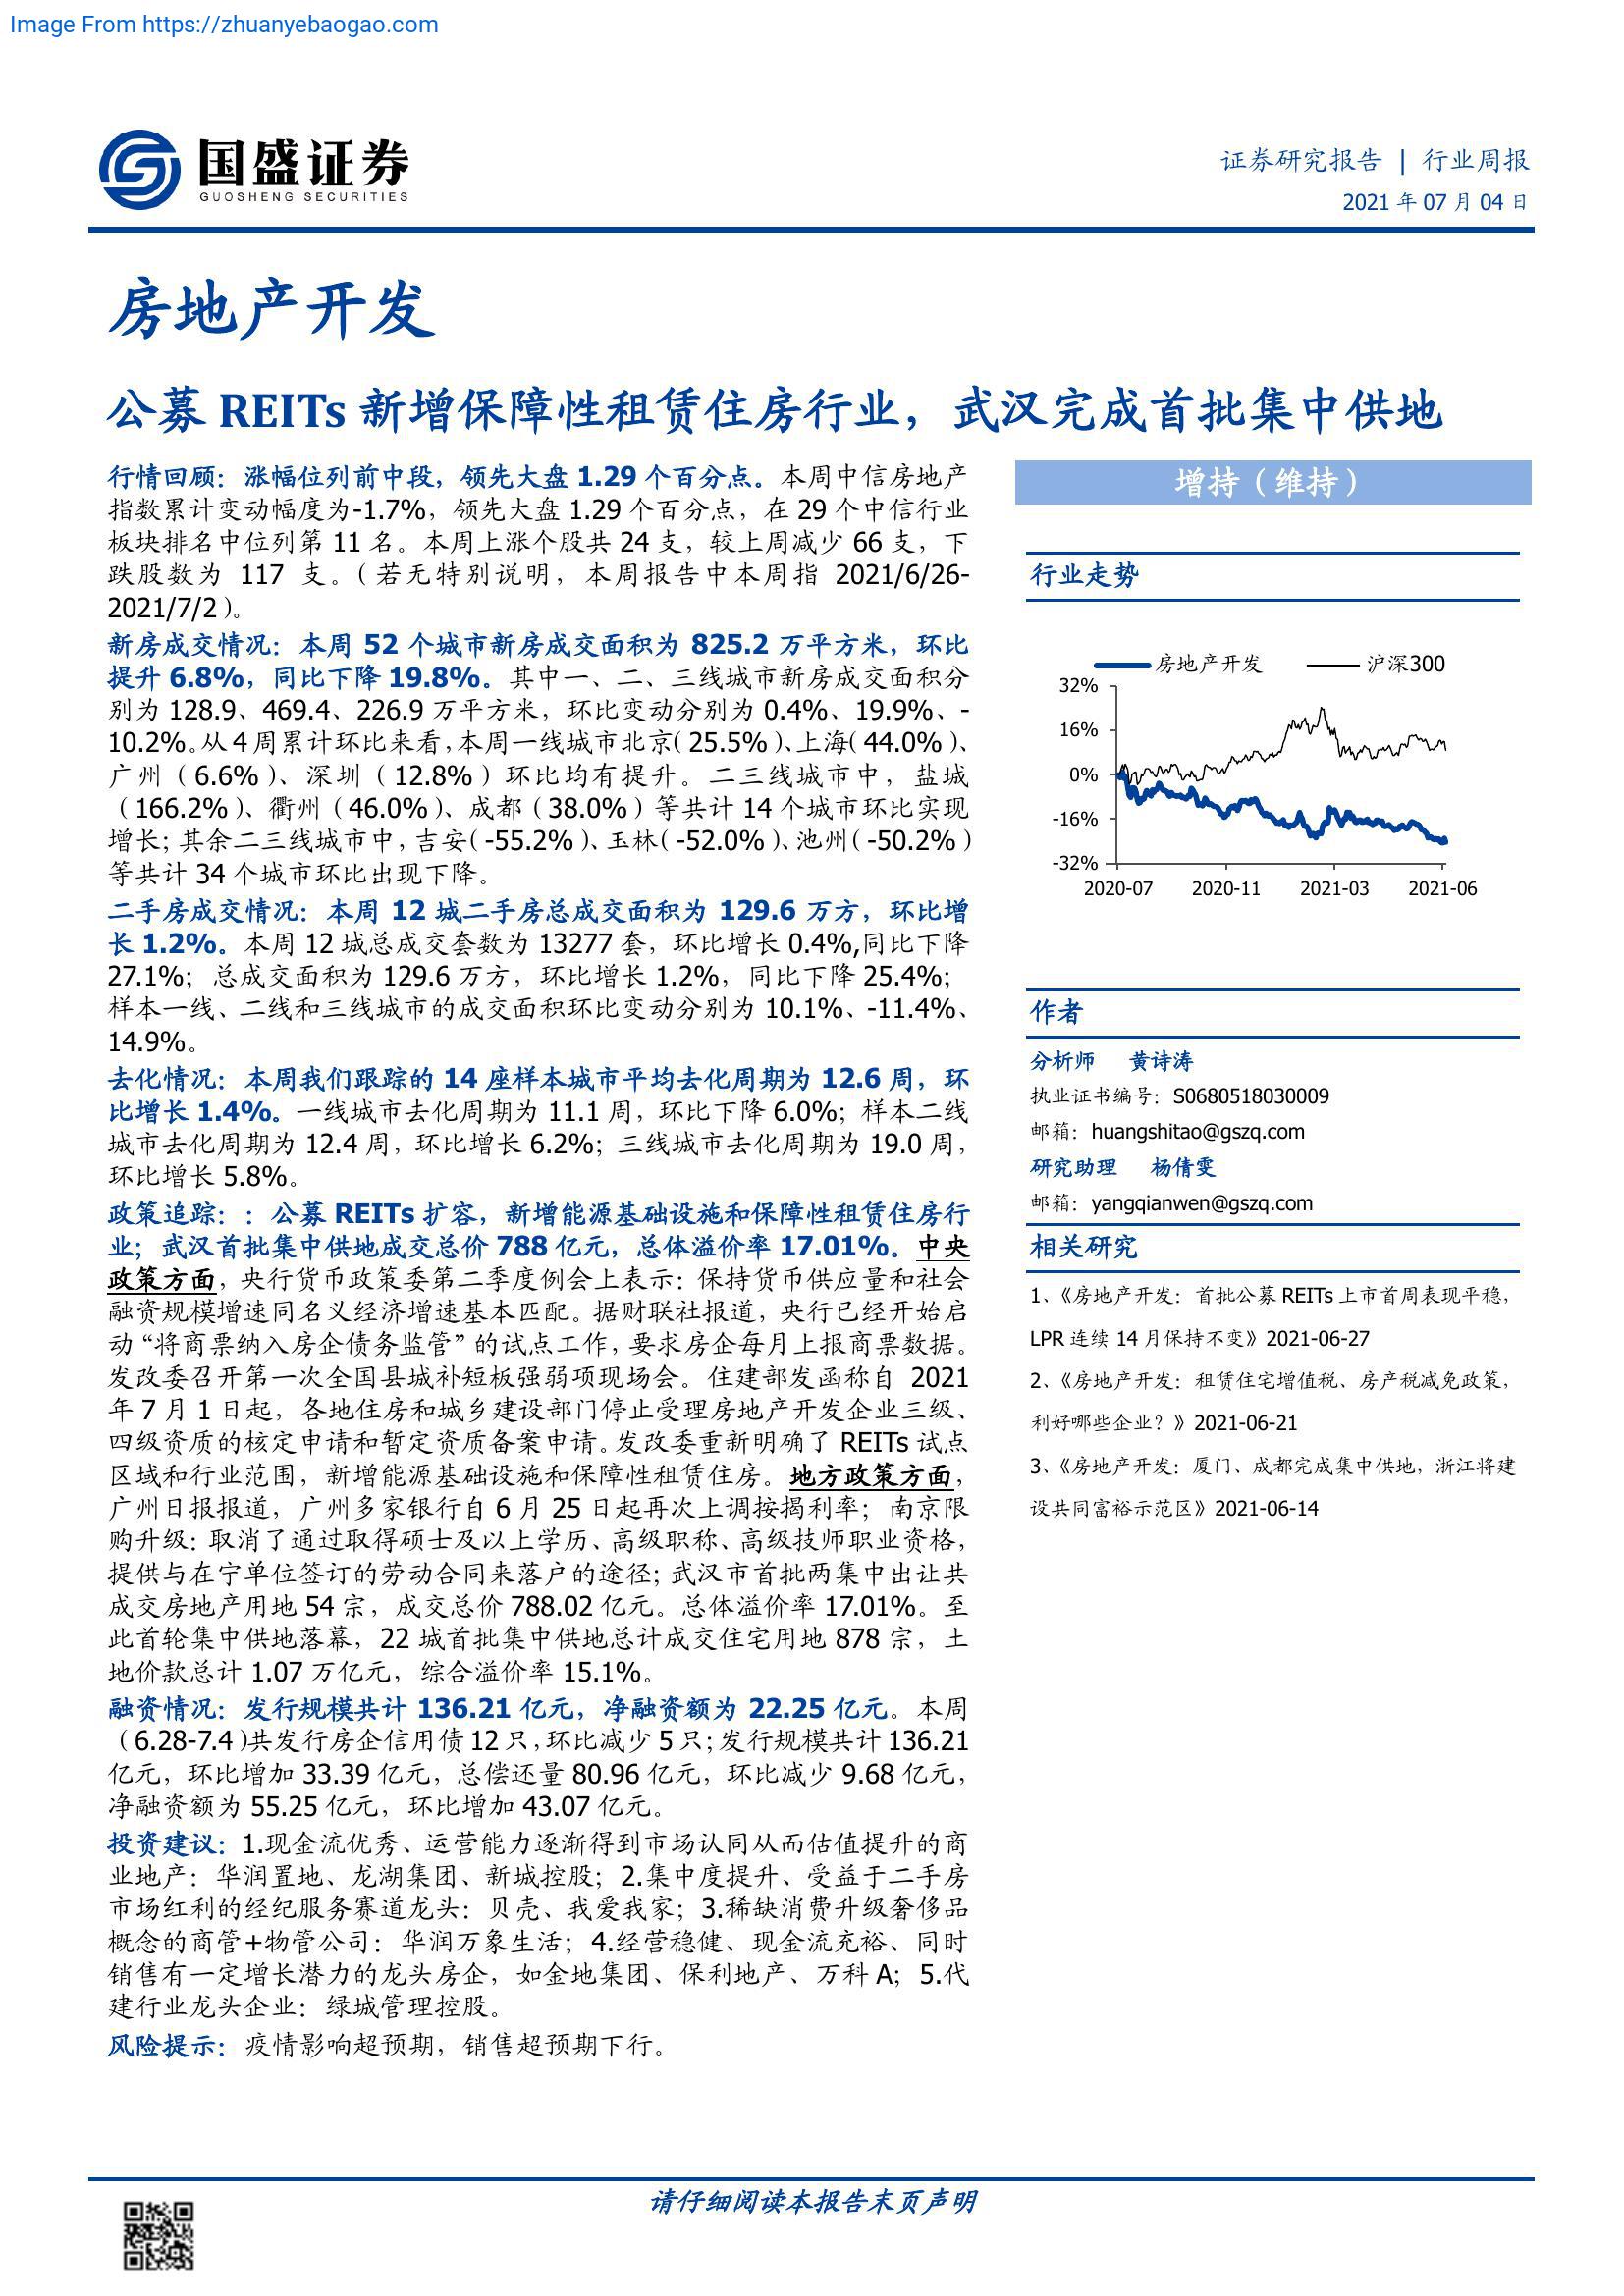 Image From https://zhuanyebaogao.com
国盛证券
GUOSHENG SECURITIES
证券研究报告 | 行业周报
2021 年 07 月 04 日
房地产开发
公募 REITs 新增保障性租赁住房行业，武汉完成首批集中供地
行情回顾：涨幅位列前中段，领先大盘 1.29 个百分点。本周中信房地产
指数累计变动幅度为-1.7%，领先大盘 1.29 个百分点，在 29 个中信行业
板块排名中位列第 11 名。本周上涨个股共 24 支，较上周减少 66 支，下
跌股数为 117 支。（若无特别说明，本周报告中本周指 2021/6/26-
2021/7/2）。
新房成交情况：本周 52 个城市新房成交面积为 825.2 万平方米，环比
提升 6.8%，同比下降 19.8%。其中一、二、三线城市新房成交面积分
别为 128.9、469.4、226.9 万平方米，环比变动分别为 0.4%、19.9%、-
10.2%。从 4 周累计环比来看，本周一线城市北京（25.5%）、上海（44.0%）、
广州（6.6%）、深圳（12.8%）环比均有提升。二三线城市中，盐城
（166.2%）、衢州（46.0%）、成都（38.0%）等共计 14 个城市环比实现
增长；其余二三线城市中，吉安（-55.2%）、玉林（-52.0%）、池州（-50.2%）
等共计 34 个城市环比出现下降。
二手房成交情况：本周 12 城二手房总成交面积为 129.6 万方，环比增
长 1.2%。本周 12 城总成交套数为 13277 套，环比增长 0.4%,同比下降
27.1%；总成交面积为 129.6 万方，环比增长 1.2%，同比下降 25.4%；
样本一线、二线和三线城市的成交面积环比变动分别为 10.1%、-11.4%、
14.9%。
去化情况：本周我们跟踪的 14 座样本城市平均去化周期为 12.6 周，环
比增长 1.4%。一线城市去化周期为 11.1 周，环比下降 6.0%；样本二线
城市去化周期为 12.4 周，环比增长 6.2%；三线城市去化周期为 19.0 周，
环比增长 5.8%。
政策追踪：：公募 REITs 扩容，新增能源基础设施和保障性租赁住房行
业；武汉首批集中供地成交总价 788 亿元，总体溢价率 17.01%。中央
政策方面，央行货币政策委第二季度例会上表示：保持货币供应量和社会
融资规模增速同名义经济增速基本匹配。据财联社报道，央行已经开始启
动“将商票纳入房企债务监管”的试点工作，要求房企每月上报商票数据。
发改委召开第一次全国县城补短板强弱项现场会。住建部发函称自 2021
年 7 月 1 日起，各地住房和城乡建设部门停止受理房地产开发企业三级、
四级资质的核定申请和暂定资质备案申请。发改委重新明确了 REITs 试点
区域和行业范围，新增能源基础设施和保障性租赁住房。地方政策方面，
广州日报报道，广州多家银行自 6 月 25 日起再次上调按揭利率；南京限
购升级：取消了通过取得硕士及以上学历、高级职称、高级技师职业资格，
提供与在宁单位签订的劳动合同来落户的途径；武汉市首批两集中出让共
成交房地产用地 54 宗，成交总价 788.02 亿元。总体溢价率 17.01%。至
此首轮集中供地落幕，22 城首批集中供地总计成交住宅用地 878 宗，土
地价款总计 1.07 万亿元，综合溢价率 15.1%。
融资情况：发行规模共计 136.21 亿元，净融资额为 22.25 亿元。本周
（6.28-7.4）共发行房企信用债 12 只，环比减少 5 只；发行规模共计 136.21
亿元，环比增加 33.39 亿元，总偿还量 80.96 亿元，环比减少 9.68 亿元，
净融资额为 55.25 亿元，环比增加 43.07 亿元。
投资建议：1.现金流优秀、运营能力逐渐得到市场认同从而估值提升的商
业地产：华润置地、龙湖集团、新城控股；2.集中度提升、受益于二手房
市场红利的经纪服务赛道龙头：贝壳、我爱我家；3.稀缺消费升级奢侈品
概念的商管+物管公司：华润万象生活；4.经营稳健、现金流充裕、同时
销售有一定增长潜力的龙头房企，如金地集团、保利地产、万科 A；5.代
建行业龙头企业：绿城管理控股。
风险提示：疫情影响超预期，销售超预期下行。
增持（维持）
行业走势
房地产开发 沪深300
32%
16%
0%
-16%
-32%
2020-07 2020-11 2021-03 2021-06
作者
分析师 黄诗涛
执业证书编号：S0680518030009
邮箱：huangshitao@gszq.com
研究助理 杨倩雯
邮箱：yangqianwen@gszq.com
相关研究
1、《房地产开发：首批公募 REITs 上市首周表现平稳，
LPR 连续 14 月保持不变》2021-06-27
2、《房地产开发：租赁住宅增值税、房产税减免政策，
利好哪些企业？》2021-06-21
3、《房地产开发：厦门、成都完成集中供地，浙江将建
设共同富裕示范区》2021-06-14
请仔细阅读本报告末页声明